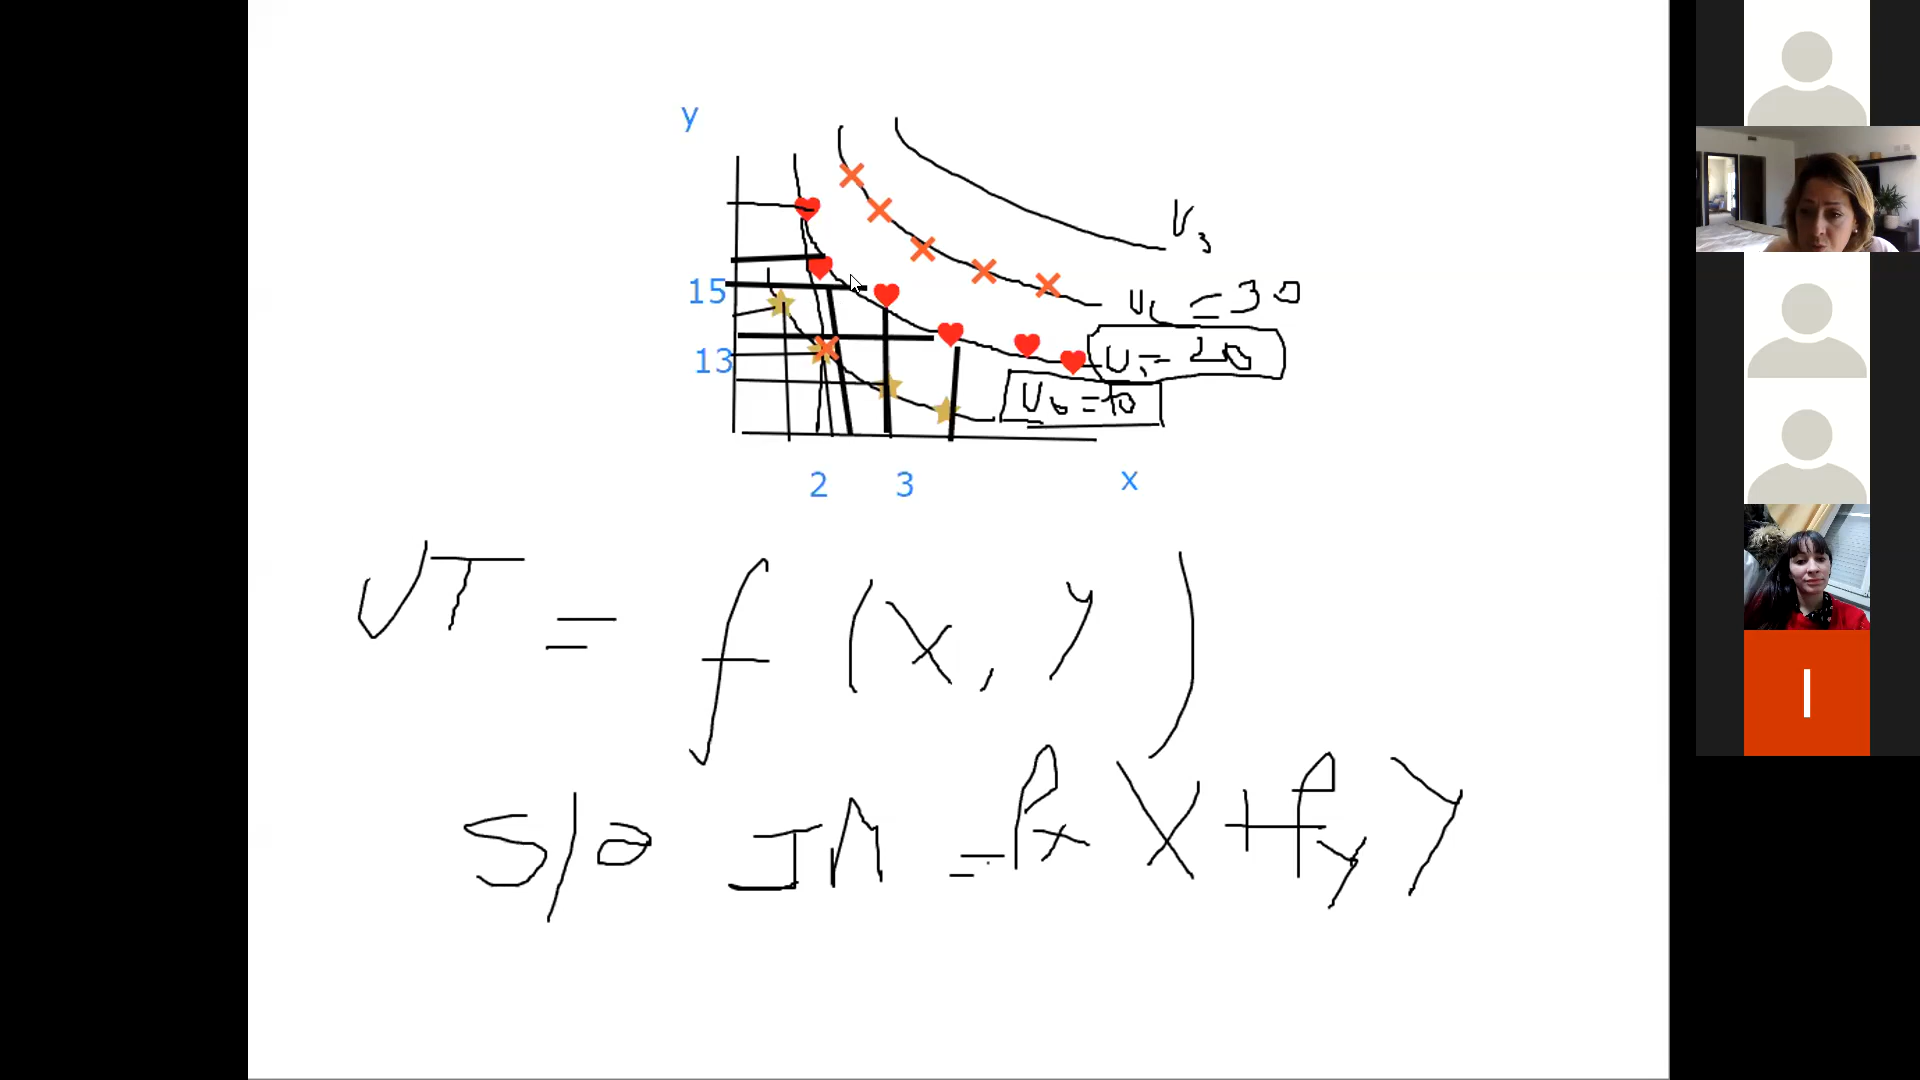 y
U3
U2 = 30
15
U1 = 20
13
U0 = 10
2 3 x
UT = f (x, y)
S/a IM = Px X + Py Y
I